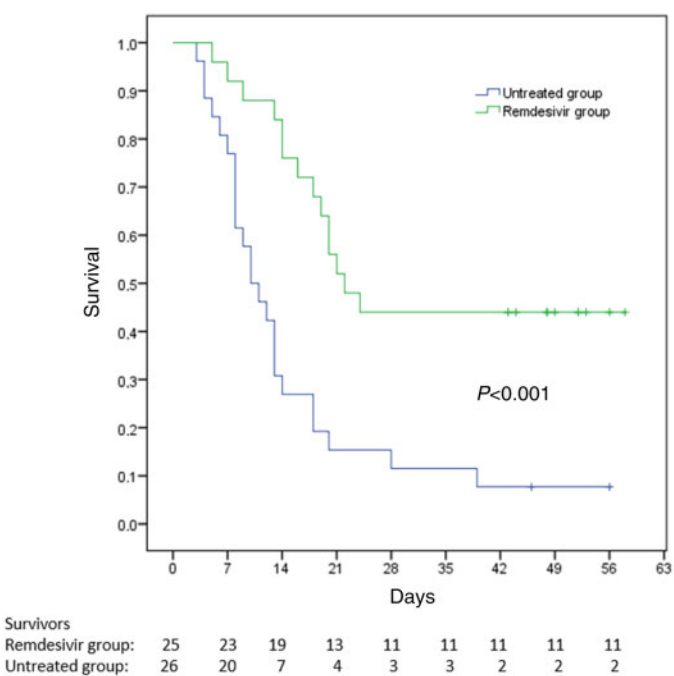 1.0
0.9
0.8
0.7
0.6
0.5
0.4
0.3
0.2
0.1
0.0
Survival
Untreated group
Remdesivir group
P<0.001
0 7 14 21 28 35 42 49 56 63
Days
Survivors
Remdesivir group: 25 23 19 13 11 11 11 11 11
Untreated group: 26 20 7 4 3 3 2 2 2